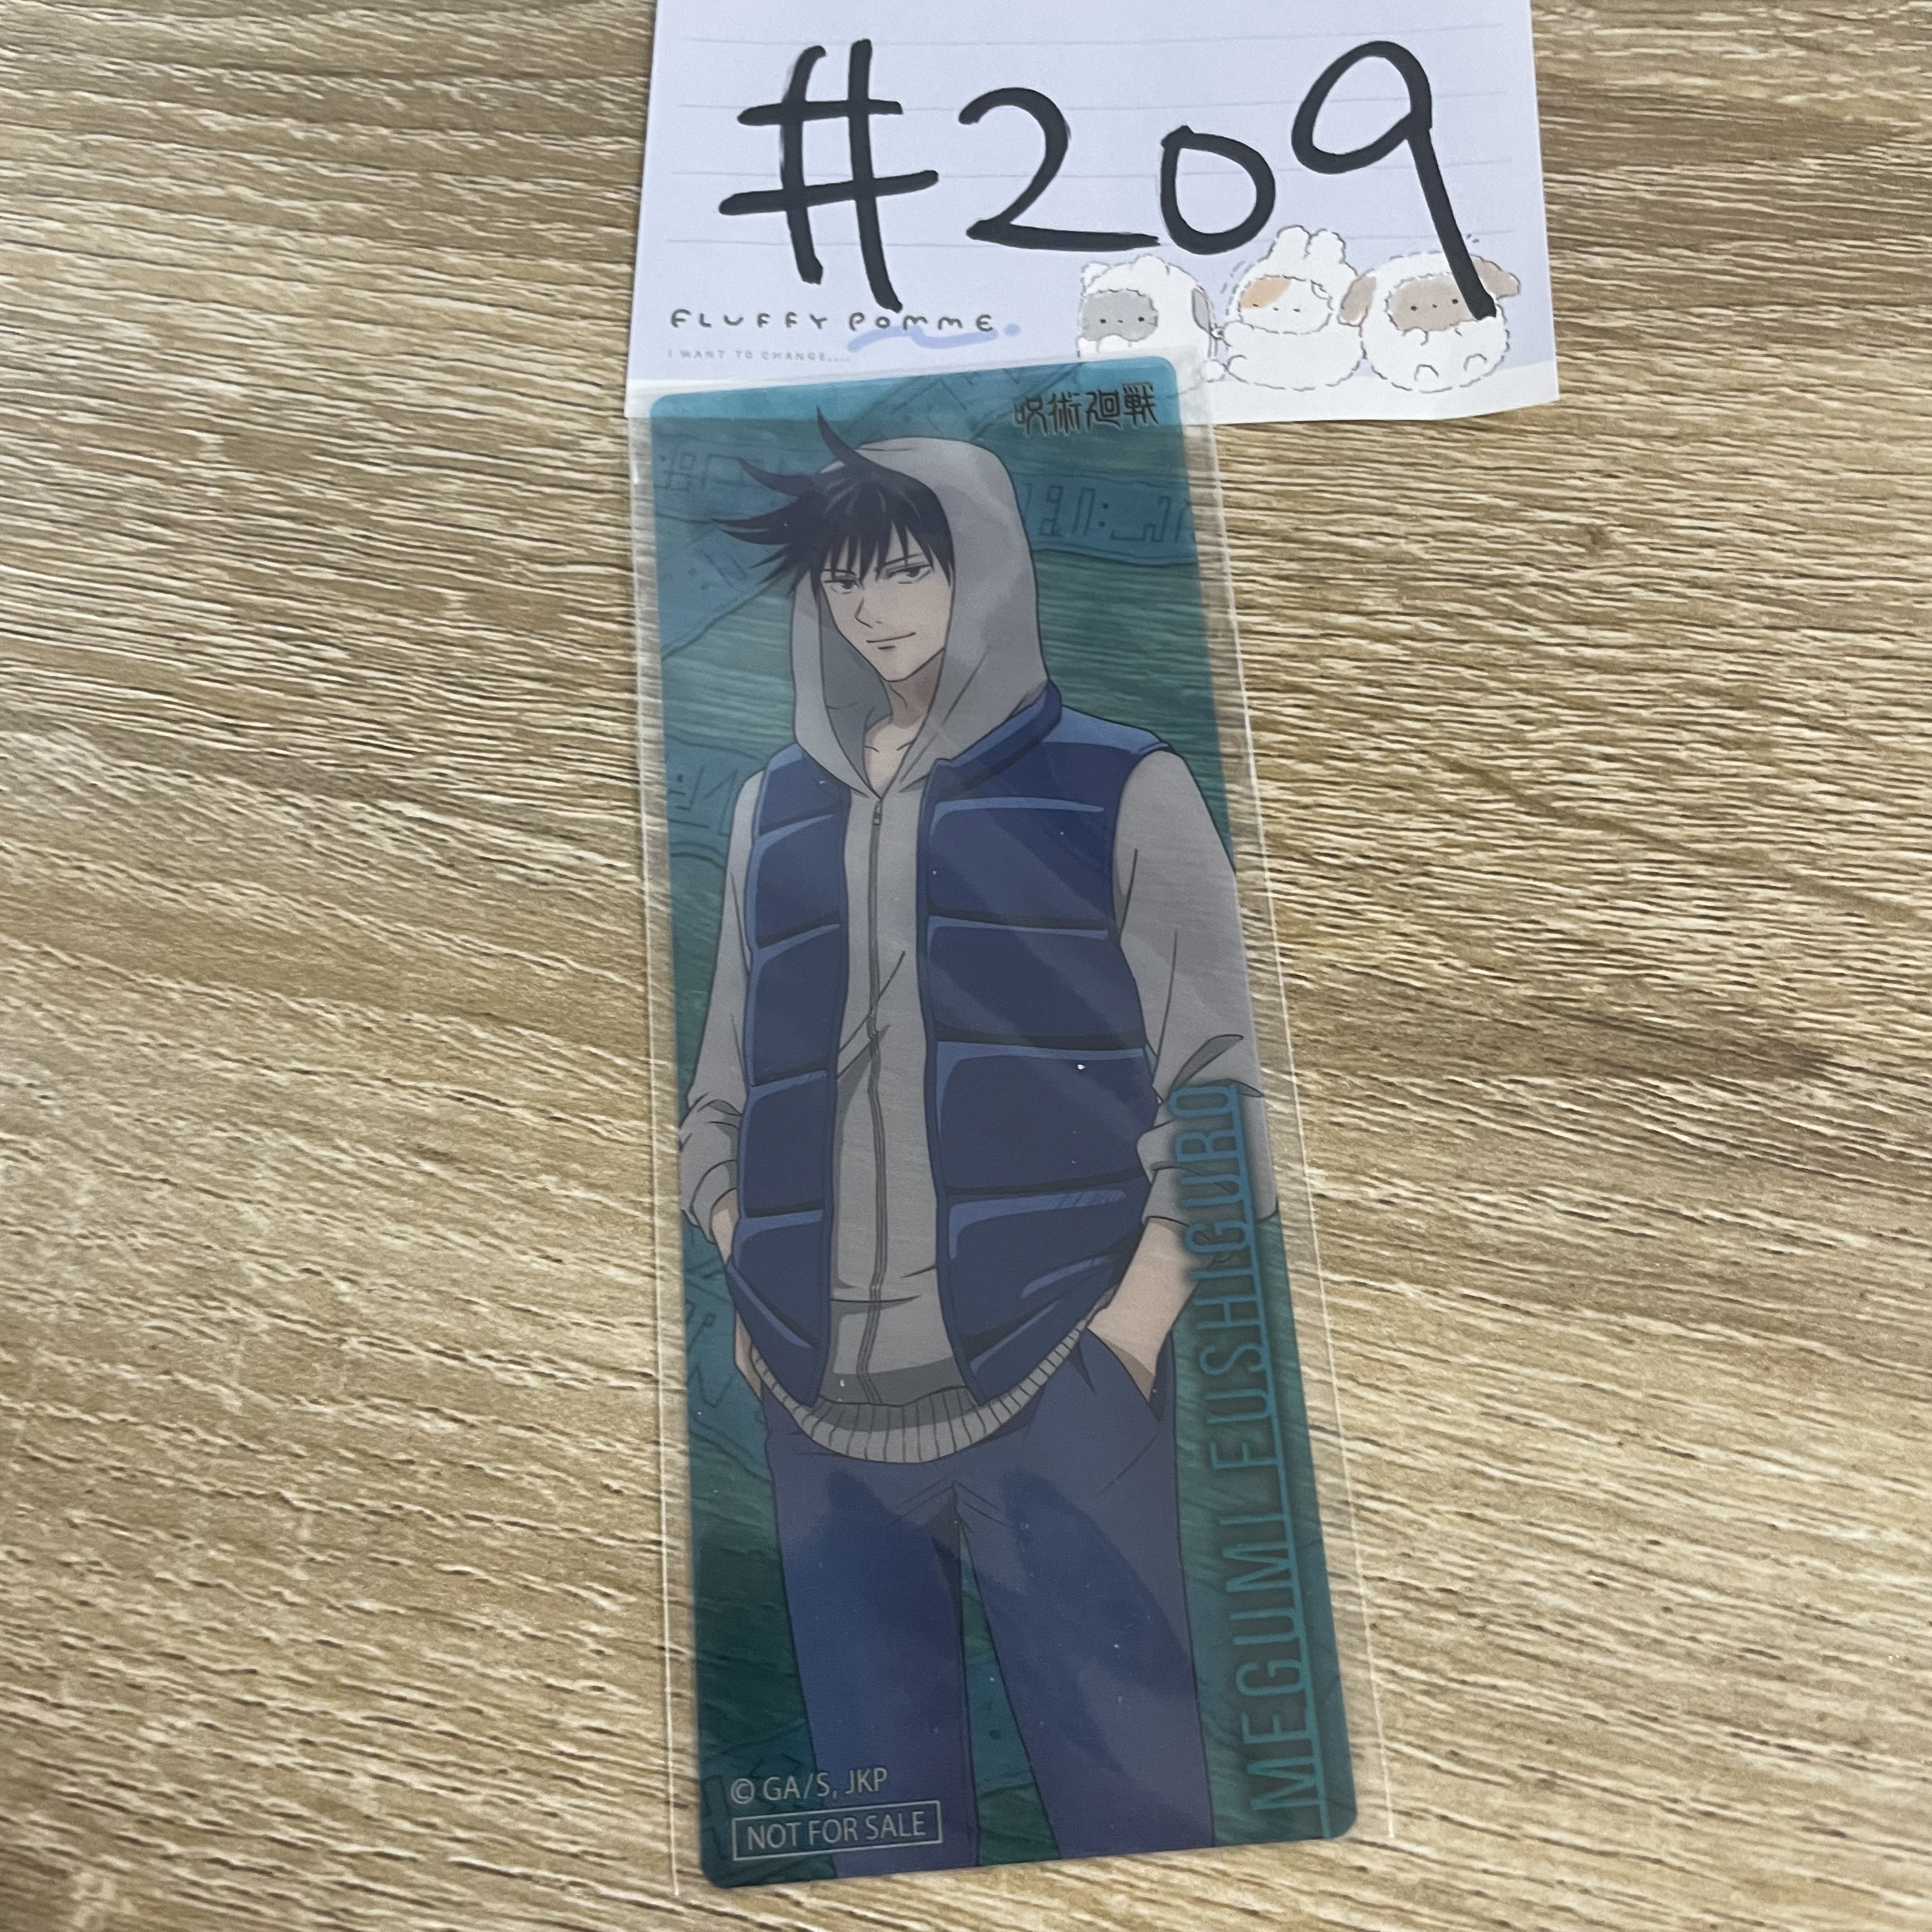 #209
FLUFFY POMME
I WANT TO CHANGE....
呪術廻戦
MEGUMI FUSHIGURO
© GA/S, JKP
NOT FOR SALE